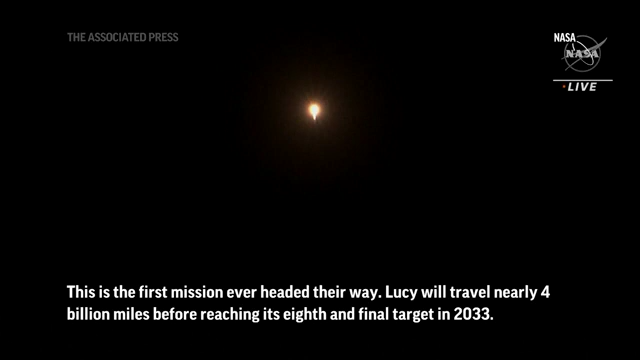 THE ASSOCIATED PRESS
NASA
NASA
LIVE
This is the first mission ever headed their way. Lucy will travel nearly 4
billion miles before reaching its eighth and final target in 2033.